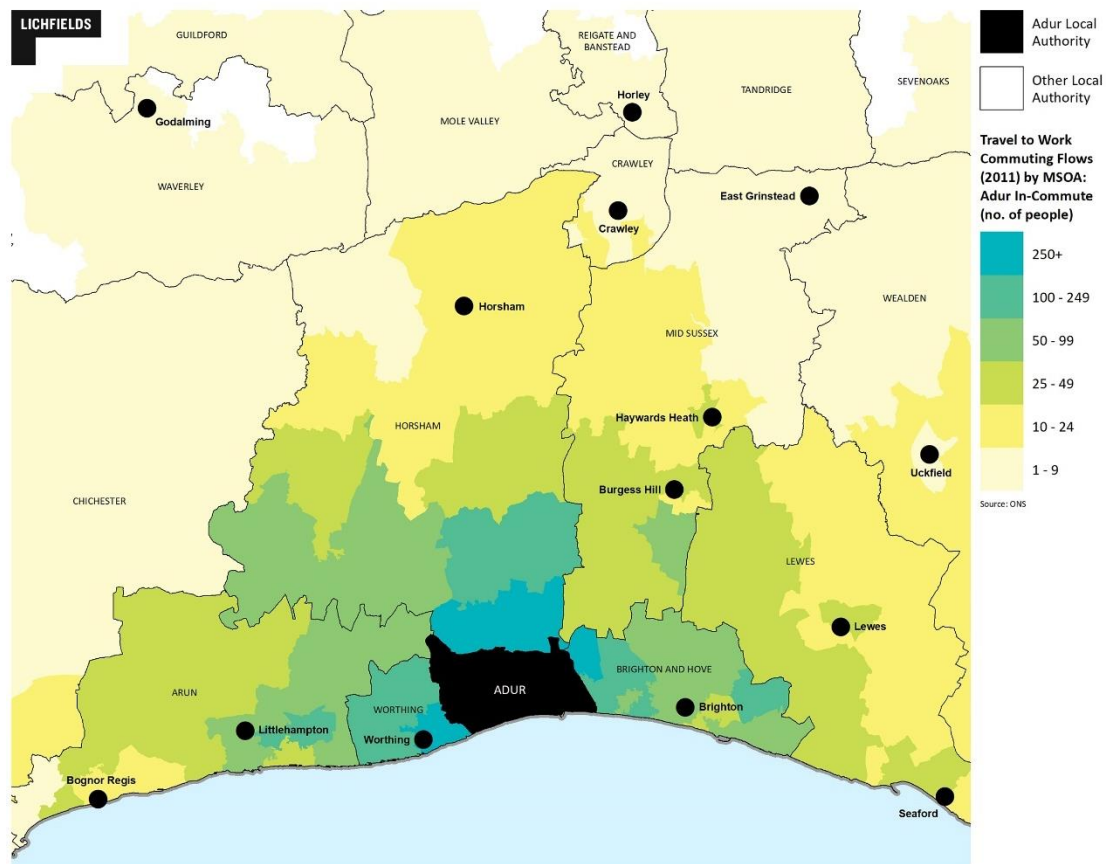 LICHFIELDS
GUILDFORD
REIGATE AND
BANSTEAD
Horley
TANDRIDGE
SEVENOAKS
Godalming
MOLE VALLEY
WAVERLEY
CRAWLEY
Crawley
East Grinstead
WEALDEN
Horsham
MID SUSSEX
Haywards Heath
HORSHAM
Uckfield
Burgess Hill
CHICHESTER
LEWES
Lewes
BRIGHTON AND HOVE
ARUN
ADUR
WORTHING
Brighton
Littlehampton
Worthing
Bognor Regis
Seaford
Adur Local
Authority
Other Local
Authority
Travel to Work
Commuting Flows
(2011) by MSOA:
Adur In-Commute
(no. of people)
250+
100 - 249
50 - 99
25 - 49
10 - 24
1 - 9
Source: ONS